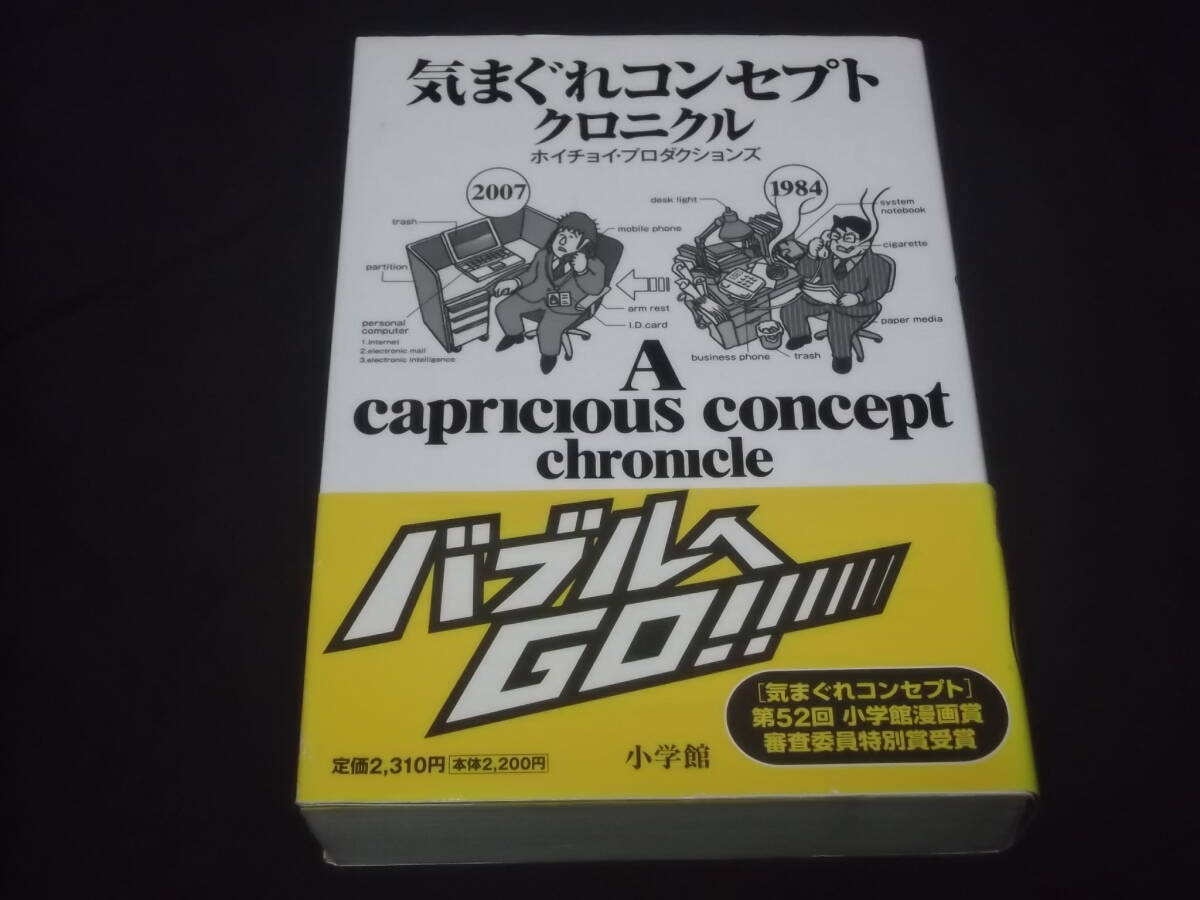 気まぐれコンセプト
クロニクル
ホイチョイ・プロダクションズ
2007
1984
trash
mobile phone
partition
personal
computer
1.Internet
2.electronic mail
3.electronic intelligence
arm rest
I.D.card
desk light
system
notebook
cigarette
paper media
business phone
trash
A
capricious concept
chronicle
バブルへ
GO!!
[気まぐれコンセプト]
第52回 小学館漫画賞
審査委員特別賞受賞
定価2,310円 本体2,200円
小学館